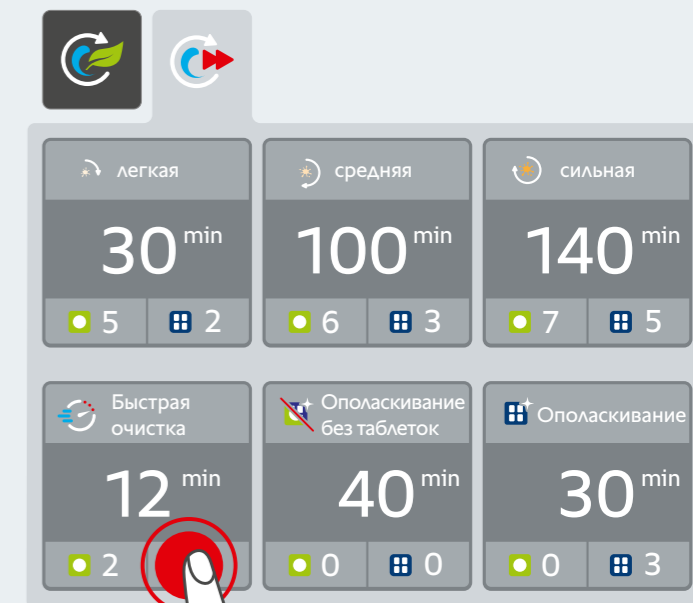 легкая
средняя
сильная
30 min
100 min
140 min
5 2
6 3
7 5
Быстрая
очистка
Ополаскивание
без таблеток
Ополаскивание
12 min
40 min
30 min
2
0 0
0 3